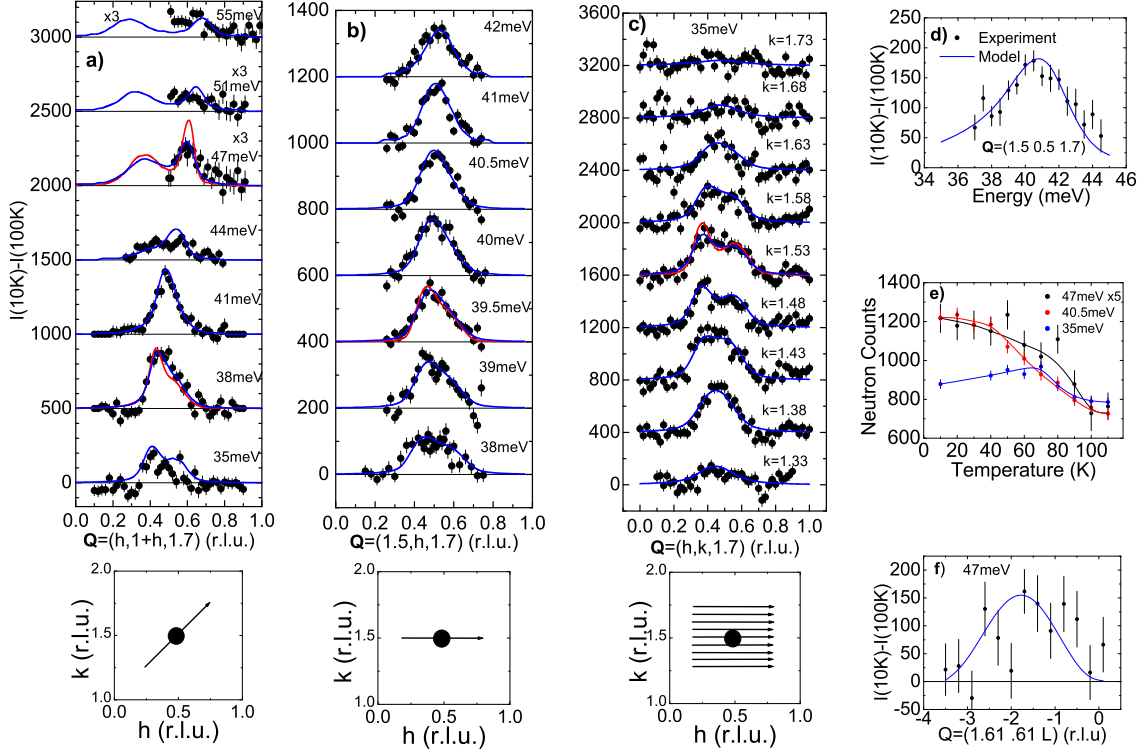 a)
I(10K)-I(100K)
3000
2500
2000
1500
1000
500
0
x3
55meV
x3
51meV
x3
47meV
44meV
41meV
38meV
35meV
0.0 0.2 0.4 0.6 0.8 1.0
Q=(h,1+h,1.7) (r.l.u.)
b)
1400
1200
1000
800
600
400
200
0
42meV
41meV
40.5meV
40meV
39.5meV
39meV
38meV
0.0 0.2 0.4 0.6 0.8 1.0
Q=(1.5,h,1.7) (r.l.u.)
c)
35meV
3600
3200
2800
2400
2000
1600
1200
800
400
0
k=1.73
k=1.68
k=1.63
k=1.58
k=1.53
k=1.48
k=1.43
k=1.38
k=1.33
0.0 0.2 0.4 0.6 0.8 1.0
Q=(h,k,1.7) (r.l.u.)
d)
Experiment
Model
I(10K)-I(100K)
250
200
150
100
50
0
Q=(1.5 0.5 1.7)
34 36 38 40 42 44 46
Energy (meV)
e)
47meV x5
40.5meV
35meV
Neutron Counts
1400
1200
1000
800
600
0 20 40 60 80 100
Temperature (K)
f)
47meV
I(10K)-I(100K)
200
150
100
50
0
-50
-4 -3 -2 -1 0
Q=(1.61 .61 L) (r.l.u)
k (r.l.u.)
2.0
1.5
1.0
0.0 0.5 1.0
h (r.l.u.)
k (r.l.u.)
2.0
1.5
1.0
0.0 0.5 1.0
h (r.l.u.)
k (r.l.u.)
2.0
1.5
1.0
0.0 0.5 1.0
h (r.l.u.)